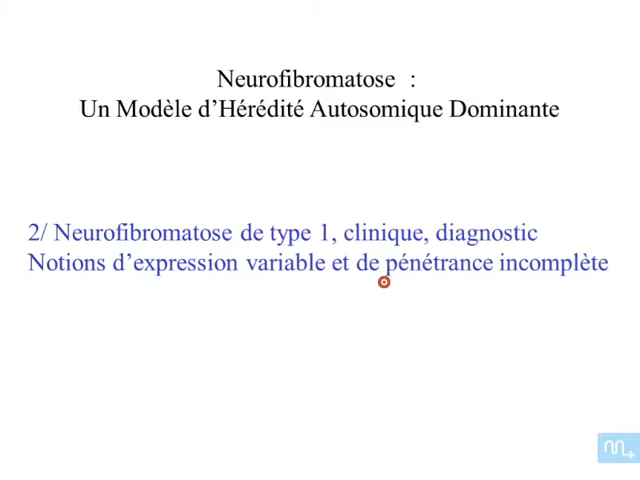 Neurofibromatose :
Un Modèle d’Hérédité Autosomique Dominante
2/ Neurofibromatose de type 1, clinique, diagnostic
Notions d’expression variable et de pénétrance incomplète